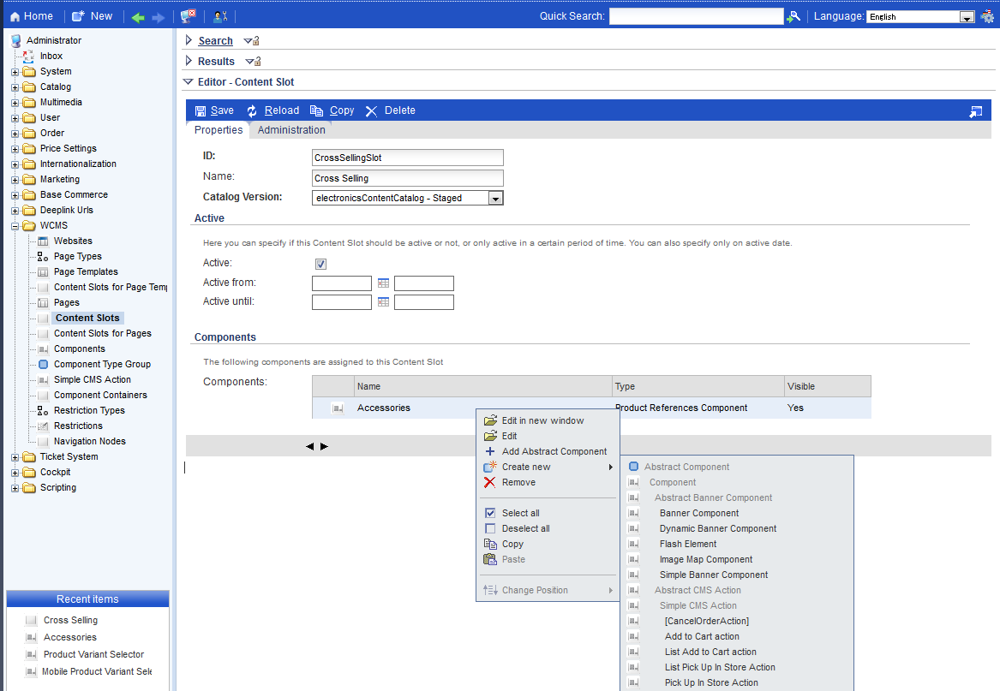 Home New Quick Search: Language: English
Administrator
Inbox
System
Catalog
Multimedia
User
Order
Price Settings
Internationalization
Marketing
Base Commerce
Deeplink Urls
WCMS
Websites
Page Types
Page Templates
Content Slots for Page Temp
Pages
Content Slots
Content Slots for Pages
Components
Component Type Group
Simple CMS Action
Component Containers
Restriction Types
Restrictions
Navigation Nodes
Ticket System
Cockpit
Scripting
Recent items
Cross Selling
Accessories
Product Variant Selector
Mobile Product Variant Sele
Search
Results
Editor - Content Slot
Save Reload Copy Delete
Properties Administration
ID: CrossSellingSlot
Name: Cross Selling
Catalog Version: electronicsContentCatalog - Staged
Active
Here you can specify if this Content Slot should be active or not, or only active in a certain period of time. You can also specify only on active date.
Active:
Active from:
Active until:
Components
The following components are assigned to this Content Slot
Components:
Name Type Visible
Accessories Product References Component Yes
Edit in new window
Edit
Add Abstract Component
Create new
Remove
Select all
Deselect all
Copy
Paste
Change Position
Abstract Component
Component
Abstract Banner Component
Banner Component
Dynamic Banner Component
Flash Element
Image Map Component
Simple Banner Component
Abstract CMS Action
Simple CMS Action
[CancelOrderAction]
Add to Cart action
List Add to Cart action
List Pick Up In Store Action
Pick Up In Store Action